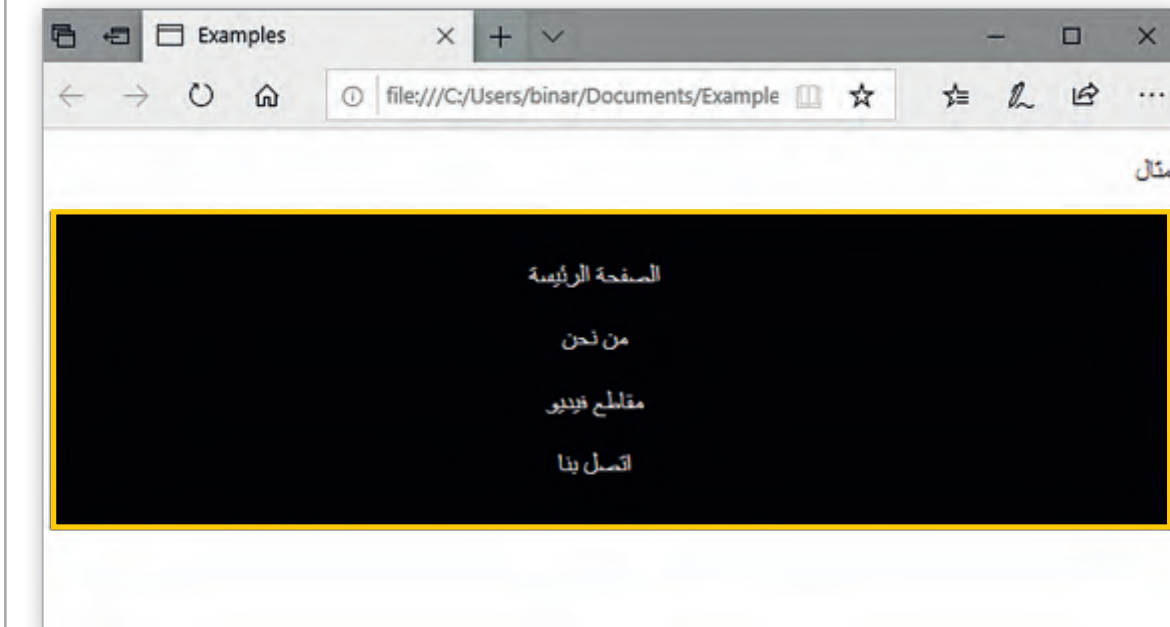 Examples
file:///C:/Users/binar/Documents/Example
مثال
الصفحة الرئيسة
من نحن
مقاطع فيديو
اتصل بنا